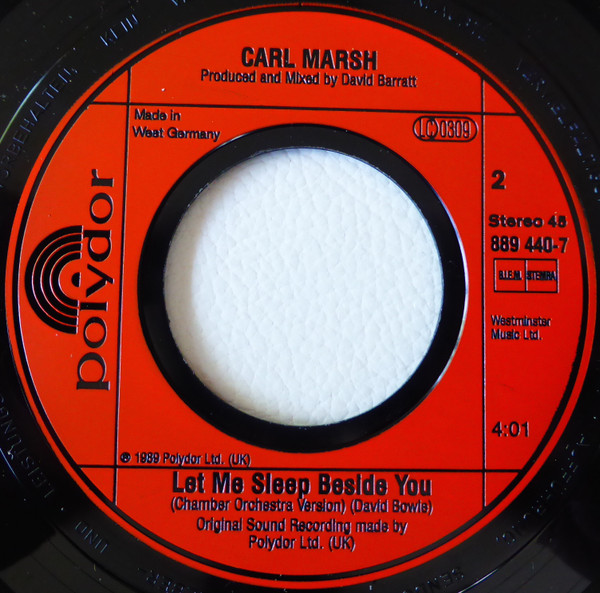 CARL MARSH
Produced and Mixed by David Barratt
Made in
West Germany
LC 0309
polydor
2
Stereo 45
889 440-7
B.I.E.M. STEMRA
Westminster
Music Ltd.
4:01
℗ 1989 Polydor Ltd. (UK)
Let Me Sleep Beside You
(Chamber Orchestra Version) (David Bowie)
Original Sound Recording made by
Polydor Ltd. (UK)